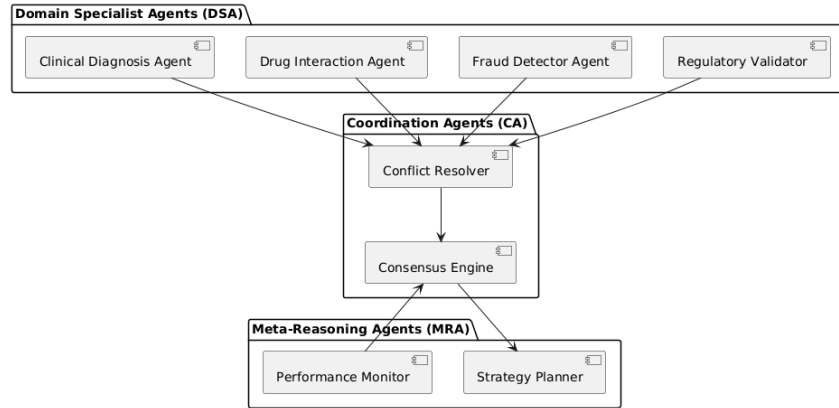 Domain Specialist Agents (DSA)
Clinical Diagnosis Agent
Drug Interaction Agent
Fraud Detector Agent
Regulatory Validator
Coordination Agents (CA)
Conflict Resolver
Consensus Engine
Meta-Reasoning Agents (MRA)
Performance Monitor
Strategy Planner